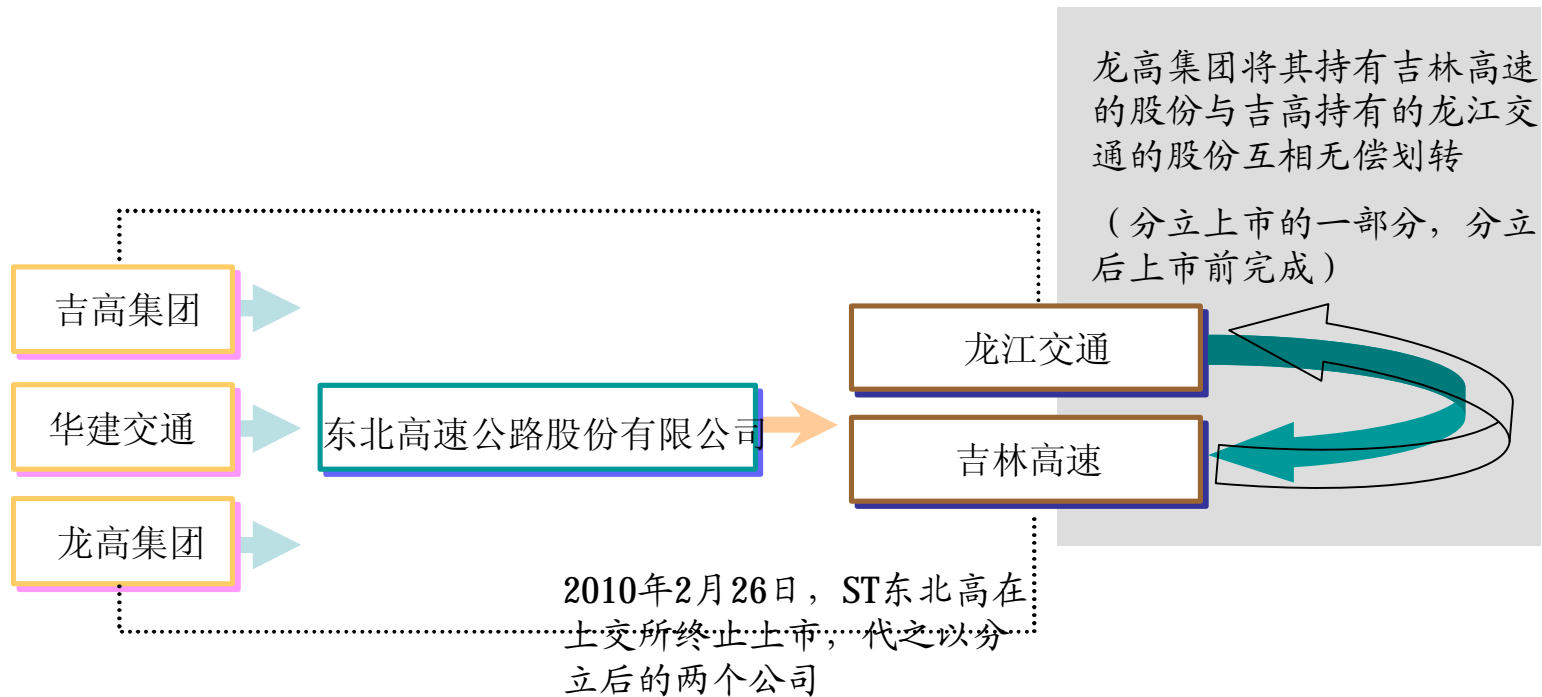 龙高集团将其持有吉林高速
的股份与吉高持有的龙江交
通的股份互相无偿划转
（分立上市的一部分，分立
后上市前完成）
吉高集团
华建交通
龙高集团
东北高速公路股份有限公司
龙江交通
吉林高速
2010年2月26日，ST东北高在
上交所终止上市，代之以分
立后的两个公司